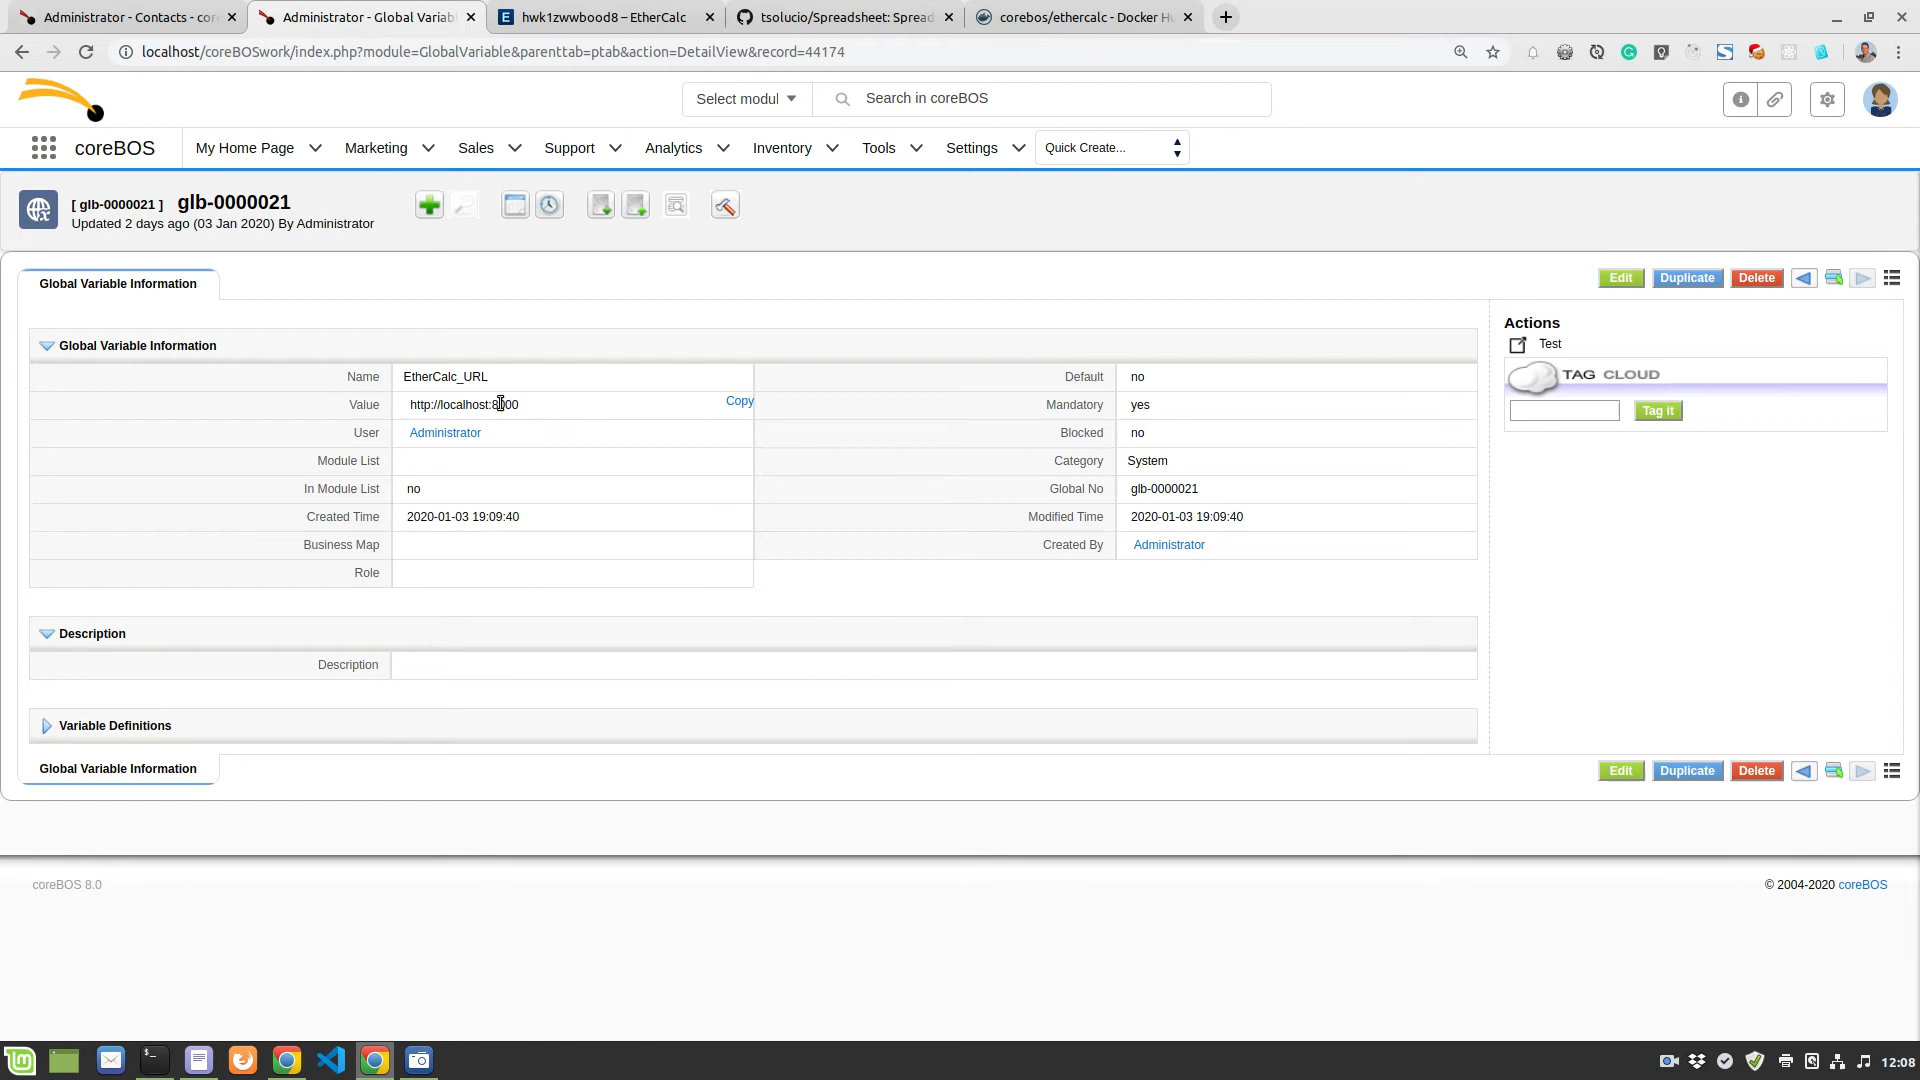 Administrator - Contacts - cor
Administrator - Global Variabl
hwk1zwwbood8 – EtherCalc
tsolucio/Spreadsheet: Spread
corebos/ethercalc - Docker Hu
localhost/coreBOSwork/index.php?module=GlobalVariable&parenttab=ptab&action=DetailView&record=44174
Select modul
Search in coreBOS
coreBOS
My Home Page
Marketing
Sales
Support
Analytics
Inventory
Tools
Settings
Quick Create...
[ glb-0000021 ] glb-0000021
Updated 2 days ago (03 Jan 2020) By Administrator
Global Variable Information
Edit
Duplicate
Delete
Global Variable Information
Name EtherCalc_URL Default no
Value http://localhost:8000 Copy Mandatory yes
User Administrator Blocked no
Module List Category System
In Module List no Global No glb-0000021
Created Time 2020-01-03 19:09:40 Modified Time 2020-01-03 19:09:40
Business Map Created By Administrator
Role
Description
Description
Variable Definitions
Actions
Test
TAG CLOUD
Tag it
Global Variable Information
Edit
Duplicate
Delete
coreBOS 8.0
© 2004-2020 coreBOS
12:08